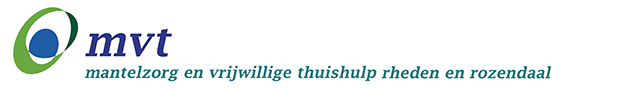 mvt
mantelzorg en vrijwillige thuishulp rheden en rozendaal